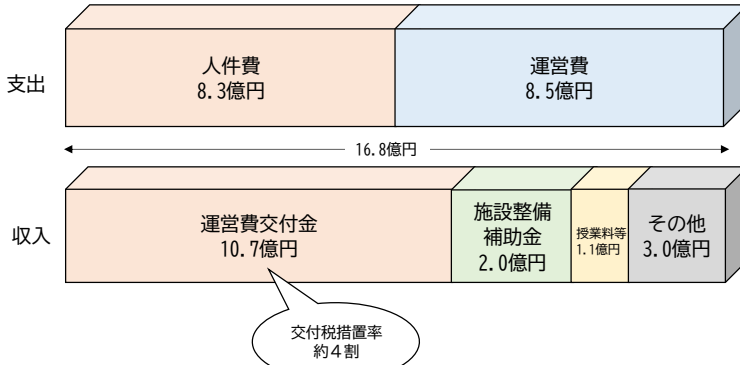 支出
人件費
8.3億円
運営費
8.5億円
16.8億円
収入
運営費交付金
10.7億円
施設整備
補助金
2.0億円
授業料等
1.1億円
その他
3.0億円
交付税措置率
約4割